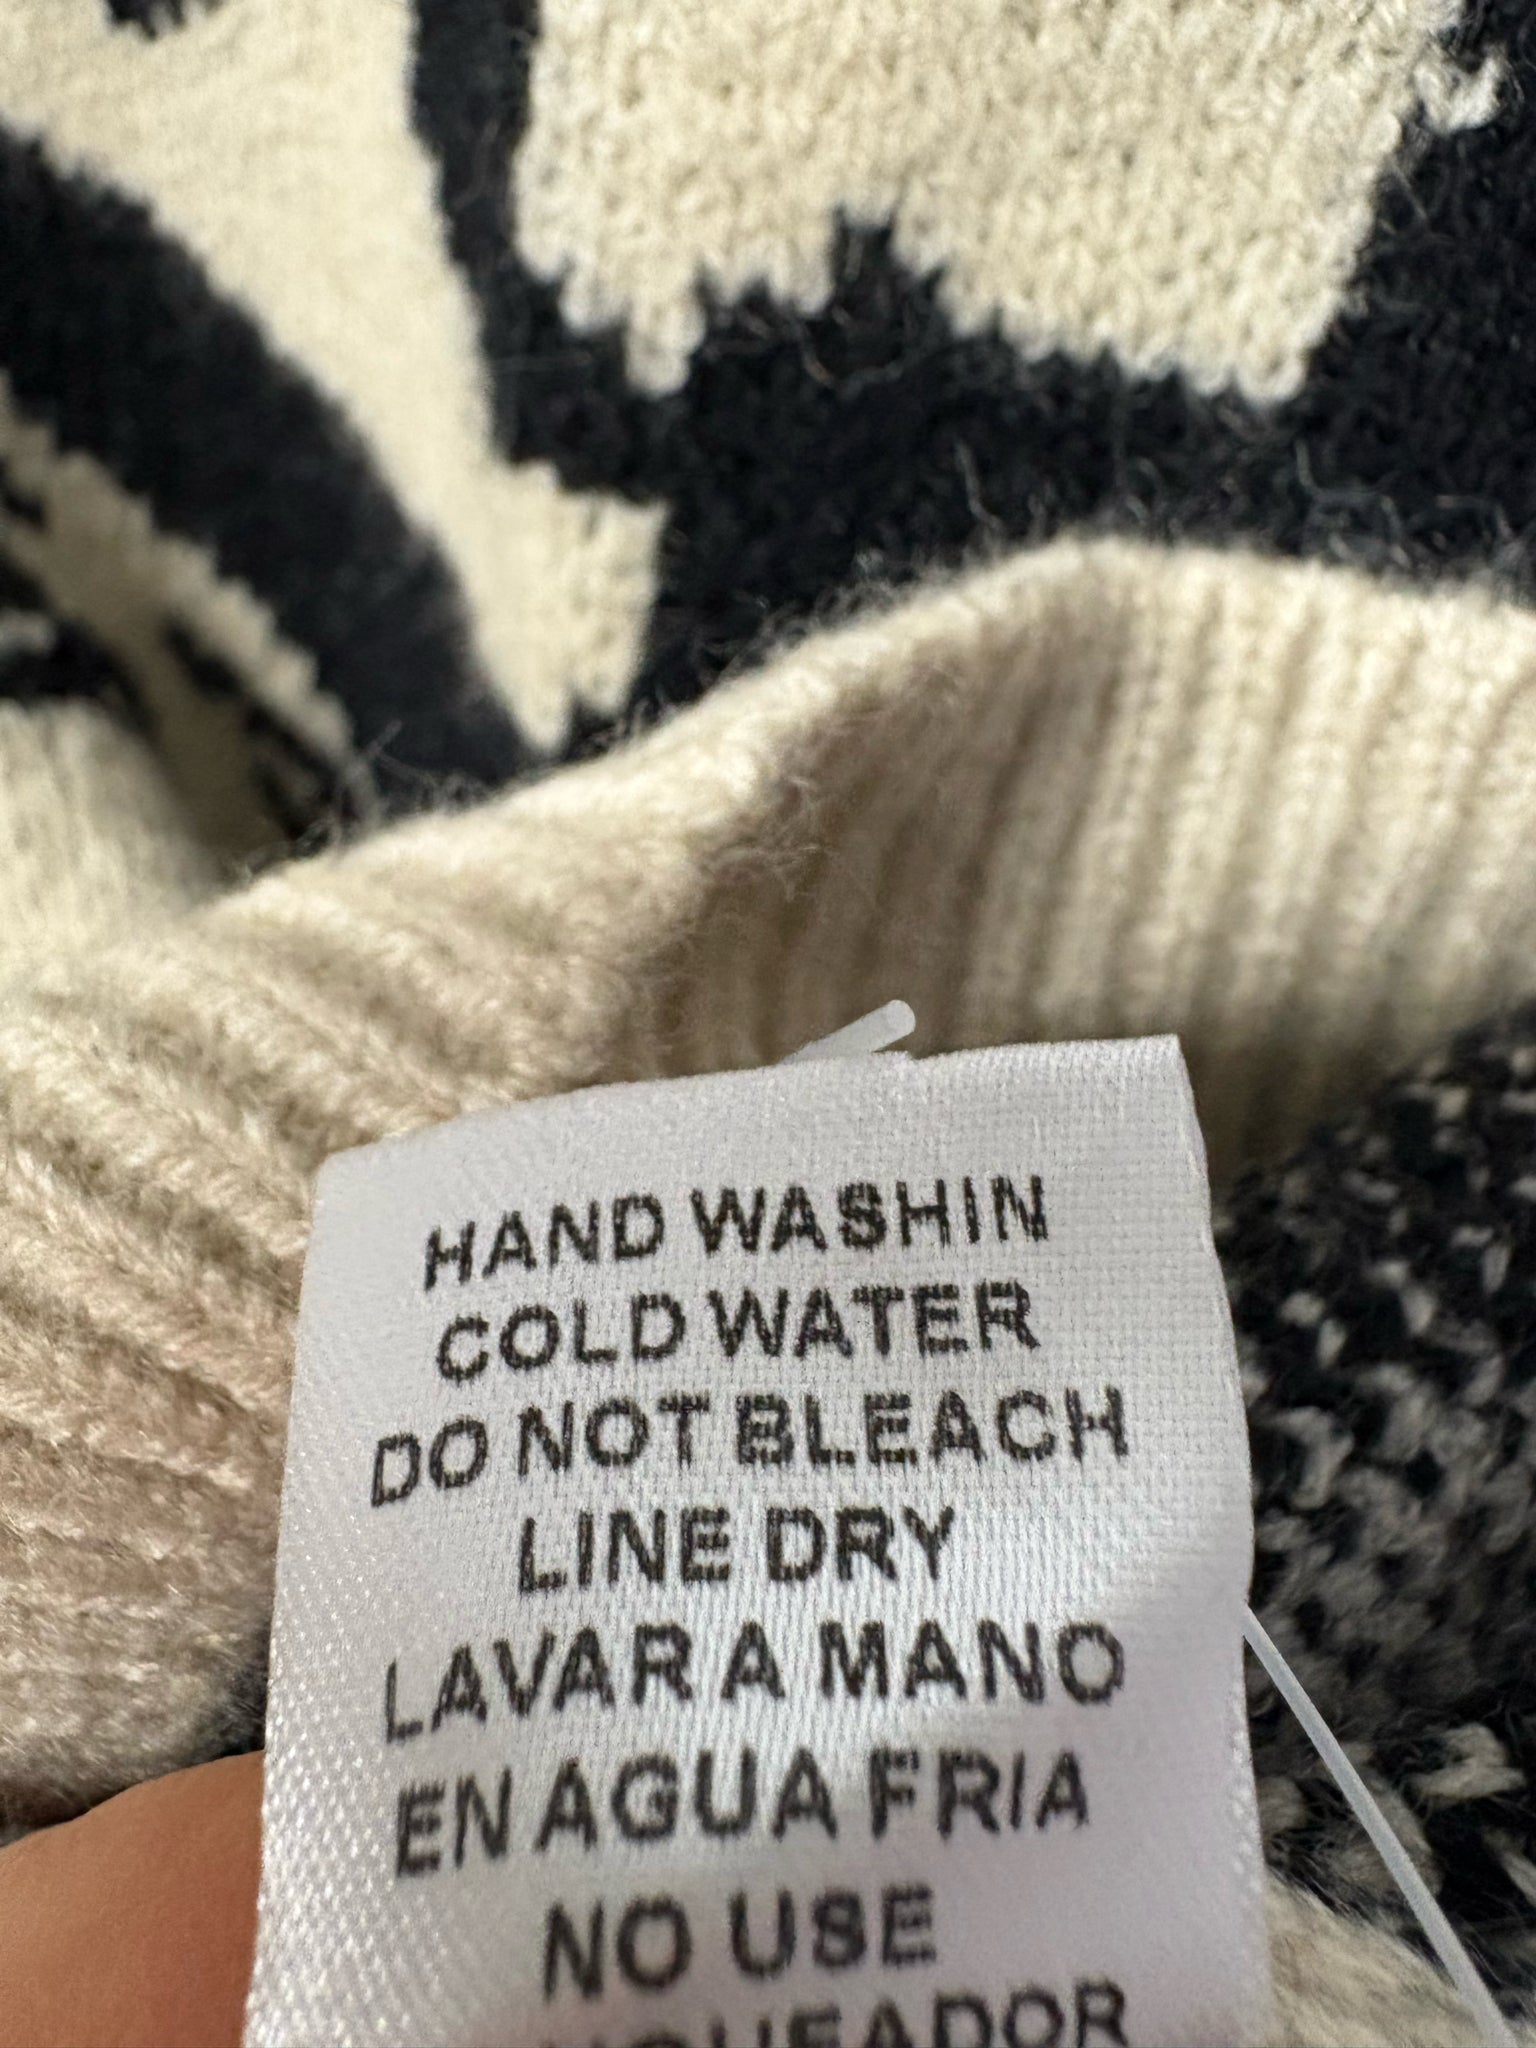 HAND WASHIN
COLD WATER
DO NOT BLEACH
LINE DRY
LAVAR A MANO
EN AGUA FRIA
NO USE